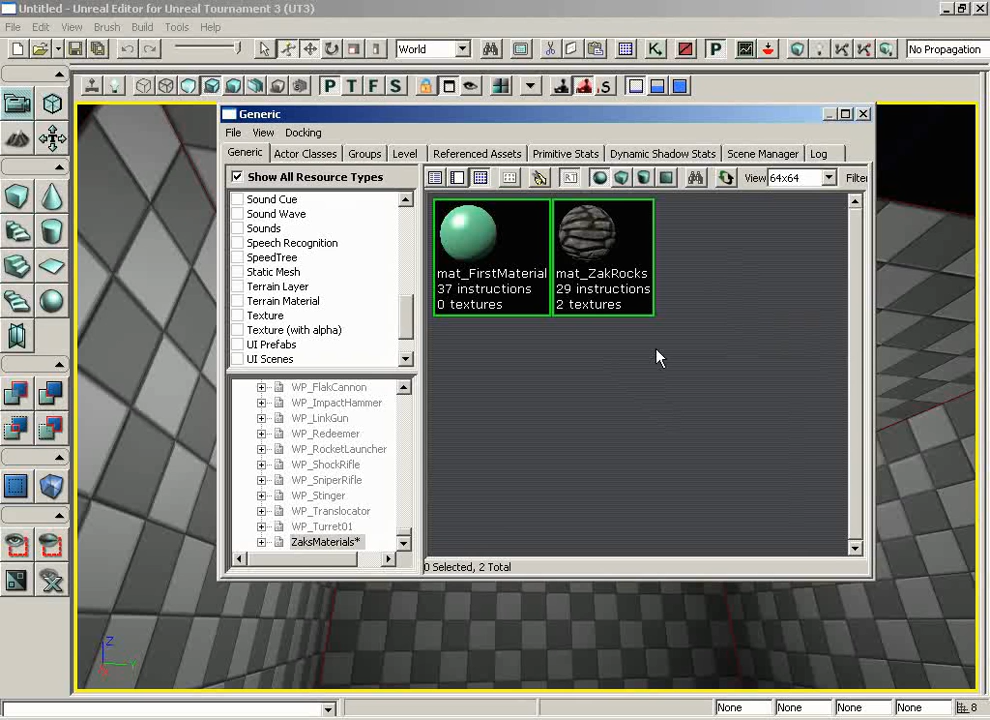 Untitled - Unreal Editor for Unreal Tournament 3 (UT3)
File Edit View Brush Build Tools Help
World No Propagation
P T F S
Generic
File View Docking
Generic Actor Classes Groups Level Referenced Assets Primitive Stats Dynamic Shadow Stats Scene Manager Log
Show All Resource Types
View 64x64 Filter
Sound Cue
Sound Wave
Sounds
Speech Recognition
SpeedTree
Static Mesh
Terrain Layer
Terrain Material
Texture
Texture (with alpha)
UI Prefabs
UI Scenes
mat_FirstMaterial
37 instructions
0 textures
mat_ZakRocks
29 instructions
2 textures
WP_FlakCannon
WP_ImpactHammer
WP_LinkGun
WP_Redeemer
WP_RocketLauncher
WP_ShockRifle
WP_SniperRifle
WP_Stinger
WP_Translocator
WP_Turret01
ZaksMaterials*
0 Selected, 2 Total
Z
Y
None None None None 8